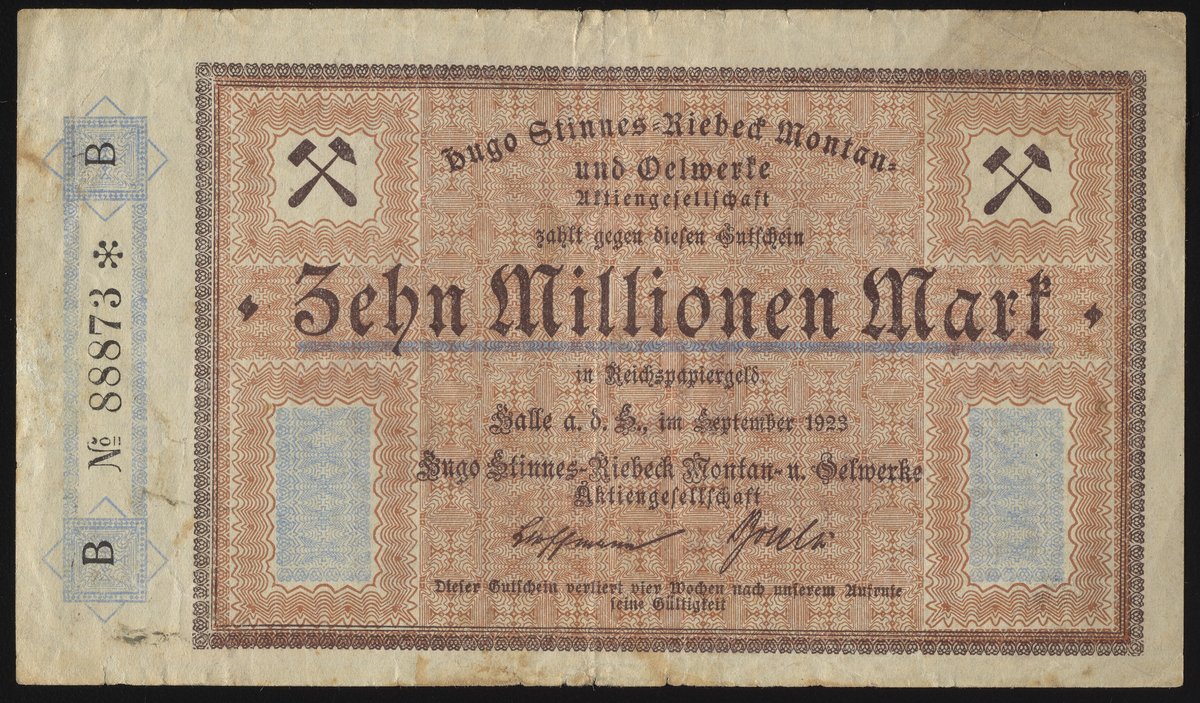 B
№ 88873 *
B
Hugo Stinnes-Riebeck Montan-
und Oelwerke
Aktiengesellschaft
zahlt gegen diesen Gutschein
Zehn Millionen Mark
in Reichspapiergeld.
Halle a. d. S., im September 1923
Hugo Stinnes-Riebeck Montan- u. Oelwerke
Aktiengesellschaft
Hoffmann
Dieser Gutschein verliert vier Wochen nach unserem Aufrufe
seine Gültigkeit